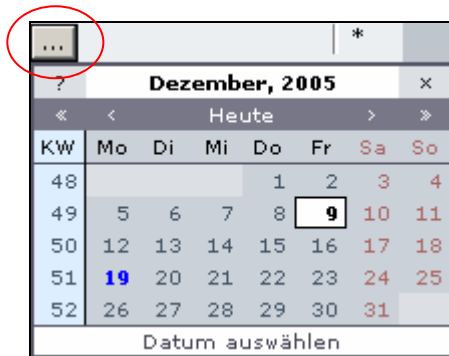 ... *
? Dezember, 2005 ×
« ‹ Heute › »
KW Mo Di Mi Do Fr Sa So
48 1 2 3 4
49 5 6 7 8 9 10 11
50 12 13 14 15 16 17 18
51 19 20 21 22 23 24 25
52 26 27 28 29 30 31
Datum auswählen